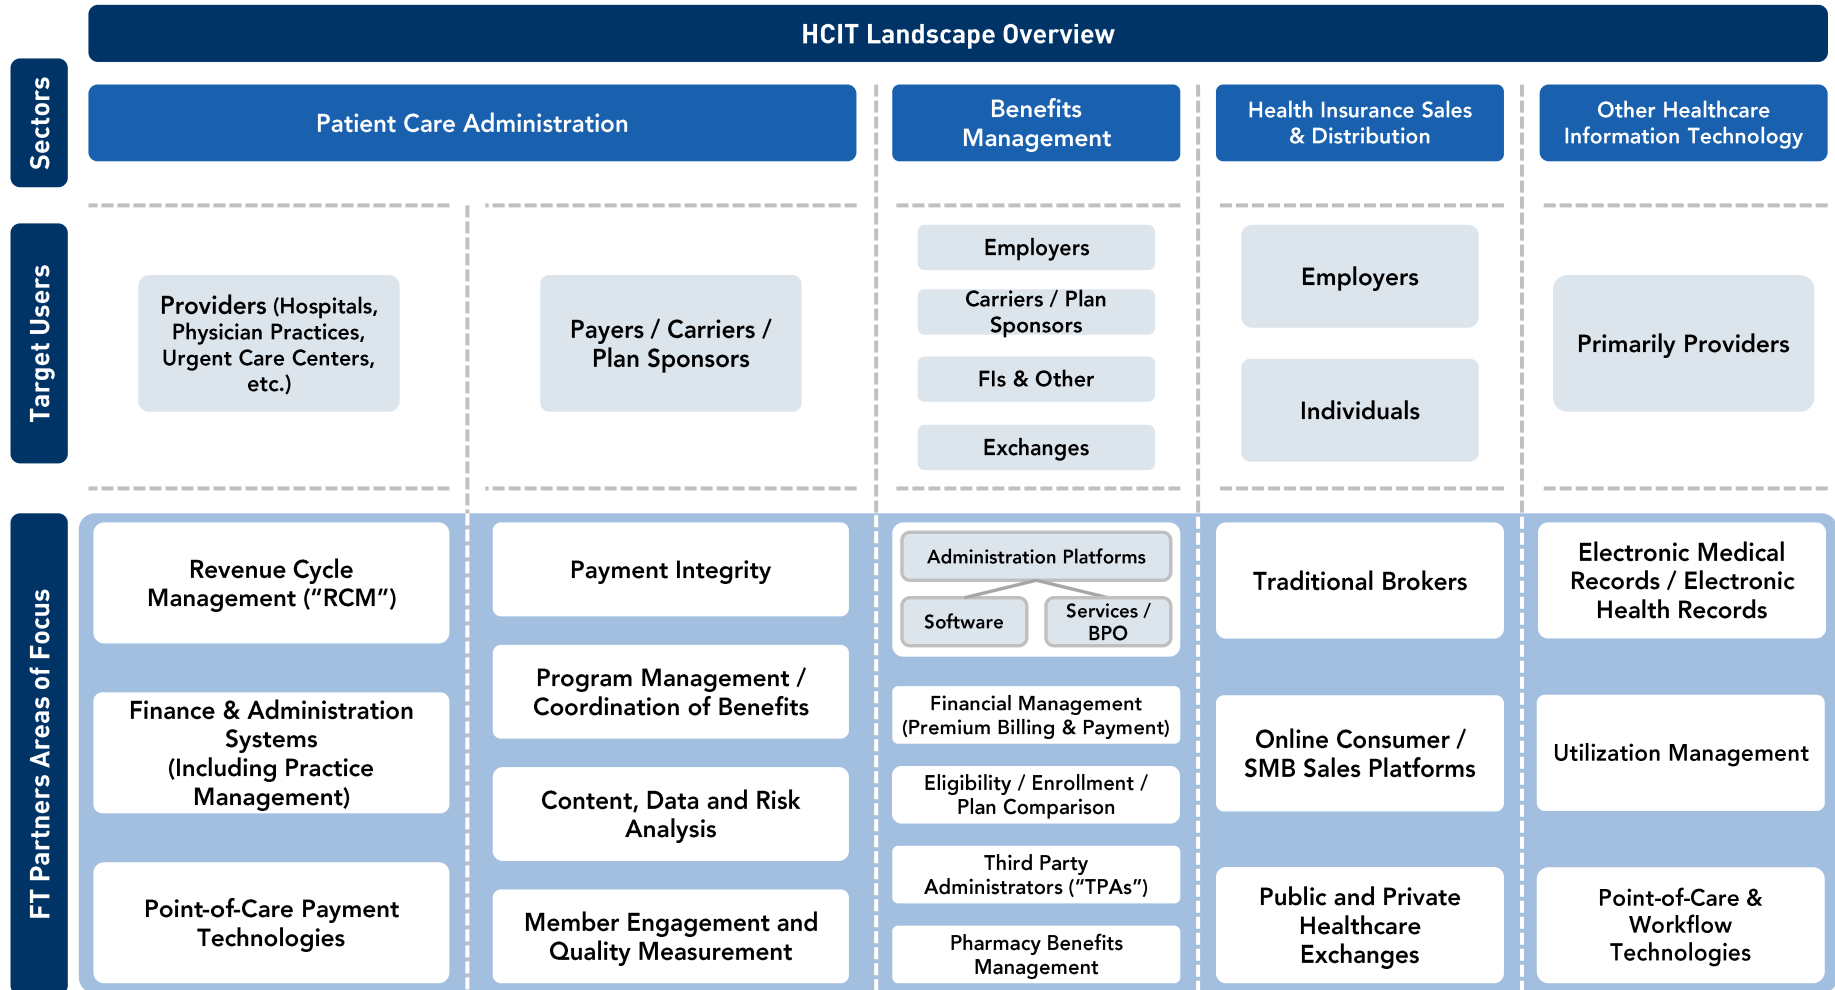 HCIT Landscape Overview
Sectors
Patient Care Administration
Benefits
Management
Health Insurance Sales
& Distribution
Other Healthcare
Information Technology
Target Users
Providers (Hospitals,
Physician Practices,
Urgent Care Centers,
etc.)
Payers / Carriers /
Plan Sponsors
Employers
Carriers / Plan
Sponsors
FIs & Other
Exchanges
Employers
Individuals
Primarily Providers
FT Partners Areas of Focus
Revenue Cycle
Management (“RCM”)
Finance & Administration
Systems
(Including Practice
Management)
Point-of-Care Payment
Technologies
Payment Integrity
Program Management /
Coordination of Benefits
Content, Data and Risk
Analysis
Member Engagement and
Quality Measurement
Administration Platforms
Software
Services /
BPO
Financial Management
(Premium Billing & Payment)
Eligibility / Enrollment /
Plan Comparison
Third Party
Administrators (“TPAs”)
Pharmacy Benefits
Management
Traditional Brokers
Online Consumer /
SMB Sales Platforms
Public and Private
Healthcare
Exchanges
Electronic Medical
Records / Electronic
Health Records
Utilization Management
Point-of-Care &
Workflow
Technologies